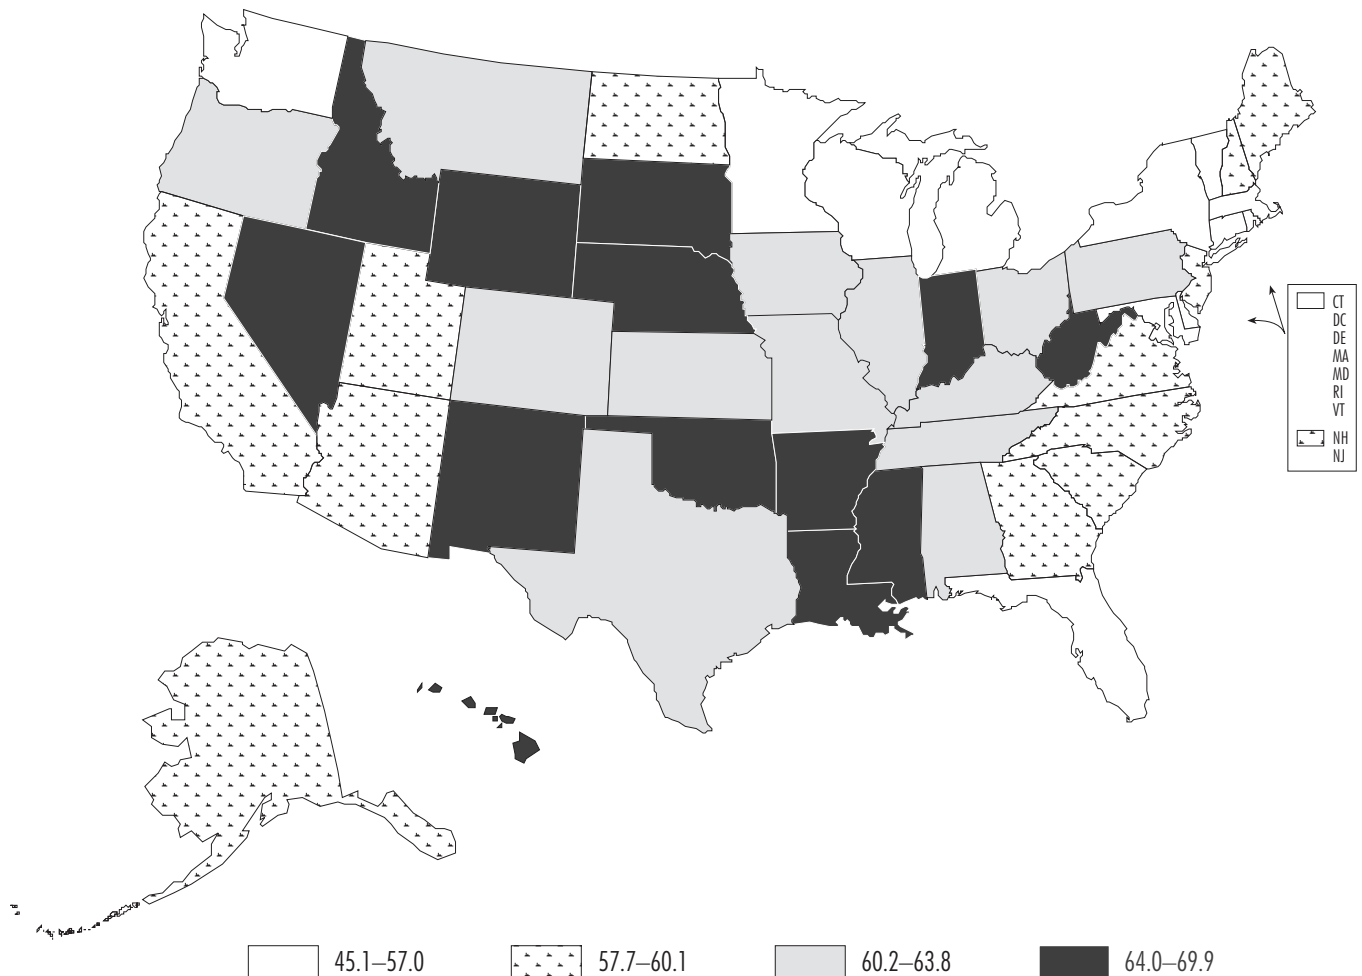 CT
DC
DE
MA
MD
RI
VT
NH
NJ
45.1–57.0
57.7–60.1
60.2–63.8
64.0–69.9